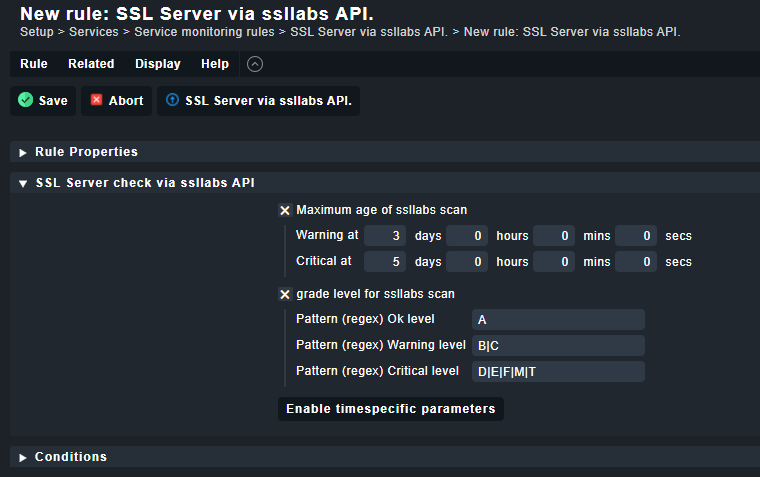 New rule: SSL Server via ssllabs API.
Setup > Services > Service monitoring rules > SSL Server via ssllabs API. > New rule: SSL Server via ssllabs API.
Rule Related Display Help
Save Abort SSL Server via ssllabs API.
Rule Properties
SSL Server check via ssllabs API
Maximum age of ssllabs scan
Warning at 3 days 0 hours 0 mins 0 secs
Critical at 5 days 0 hours 0 mins 0 secs
grade level for ssllabs scan
Pattern (regex) Ok level A
Pattern (regex) Warning level B|C
Pattern (regex) Critical level D|E|F|M|T
Enable timespecific parameters
Conditions